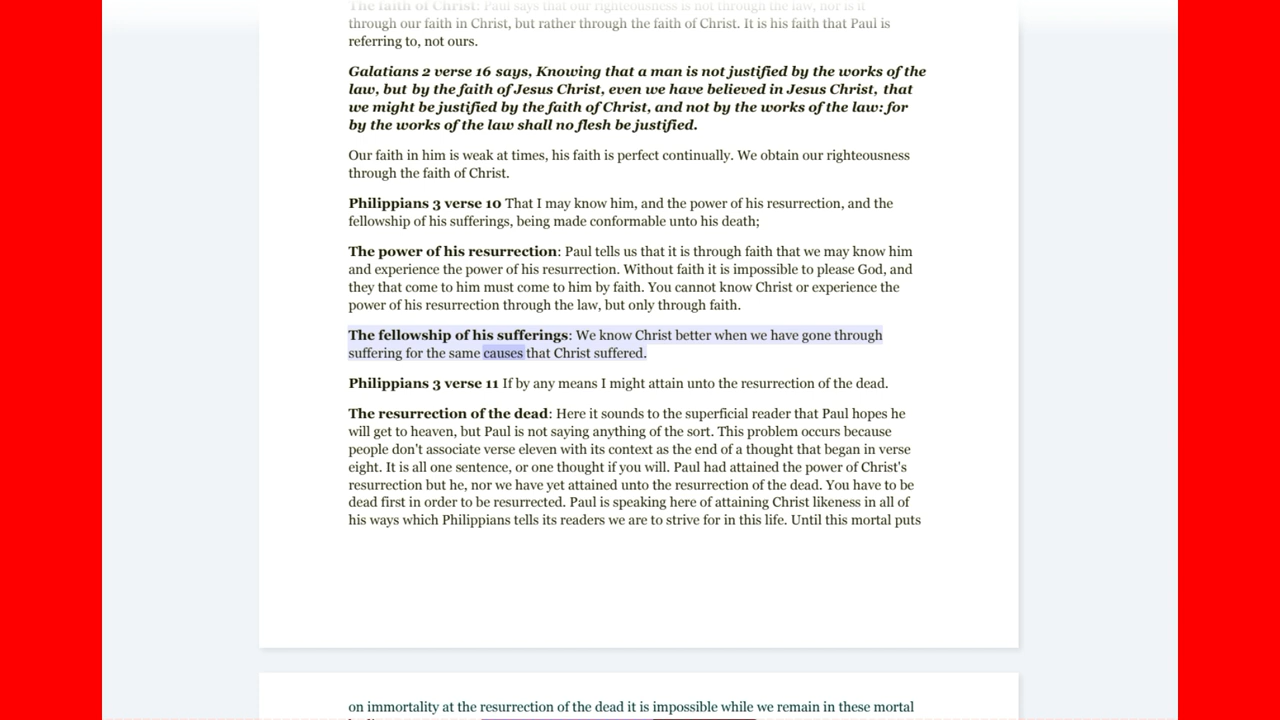 The faith of Christ: Paul says that our righteousness is not through the law, nor is it
through our faith in Christ, but rather through the faith of Christ. It is his faith that Paul is
referring to, not ours.
Galatians 2 verse 16 says, Knowing that a man is not justified by the works of the
law, but by the faith of Jesus Christ, even we have believed in Jesus Christ, that
we might be justified by the faith of Christ, and not by the works of the law: for
by the works of the law shall no flesh be justified.
Our faith in him is weak at times, his faith is perfect continually. We obtain our righteousness
through the faith of Christ.
Philippians 3 verse 10 That I may know him, and the power of his resurrection, and the
fellowship of his sufferings, being made conformable unto his death;
The power of his resurrection: Paul tells us that it is through faith that we may know him
and experience the power of his resurrection. Without faith it is impossible to please God, and
they that come to him must come to him by faith. You cannot know Christ or experience the
power of his resurrection through the law, but only through faith.
The fellowship of his sufferings: We know Christ better when we have gone through
suffering for the same causes that Christ suffered.
Philippians 3 verse 11 If by any means I might attain unto the resurrection of the dead.
The resurrection of the dead: Here it sounds to the superficial reader that Paul hopes he
will get to heaven, but Paul is not saying anything of the sort. This problem occurs because
people don't associate verse eleven with its context as the end of a thought that began in verse
eight. It is all one sentence, or one thought if you will. Paul had attained the power of Christ's
resurrection but he, nor we have yet attained unto the resurrection of the dead. You have to be
dead first in order to be resurrected. Paul is speaking here of attaining Christ likeness in all of
his ways which Philippians tells its readers we are to strive for in this life. Until this mortal puts
on immortality at the resurrection of the dead it is impossible while we remain in these mortal